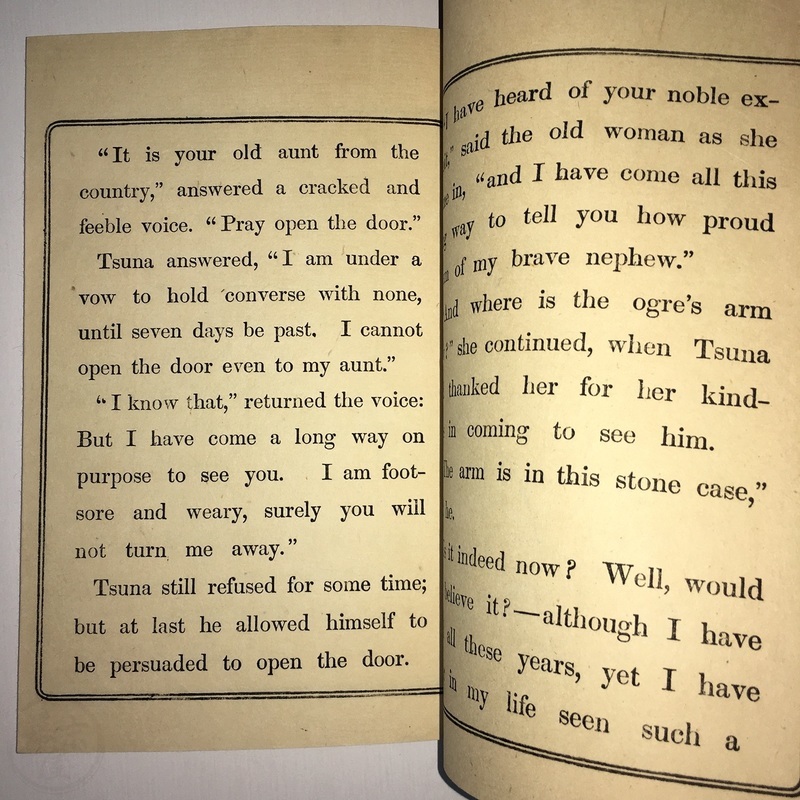 “It is your old aunt from the
country,” answered a cracked and
feeble voice. “Pray open the door.”
Tsuna answered, “I am under a
vow to hold converse with none,
until seven days be past. I cannot
open the door even to my aunt.”
“I know that,” returned the voice:
But I have come a long way on
purpose to see you. I am foot-
sore and weary, surely you will
not turn me away.”
Tsuna still refused for some time;
but at last he allowed himself to
be persuaded to open the door.
I have heard of your noble ex-
said the old woman as she
in, “and I have come all this
way to tell you how proud
of my brave nephew.”
where is the ogre’s arm
she continued, when Tsuna
thanked her for her kind-
in coming to see him.
arm is in this stone case,”
he.
it indeed now? Well, would
it?—although I have
all these years, yet I have
in my life seen such a